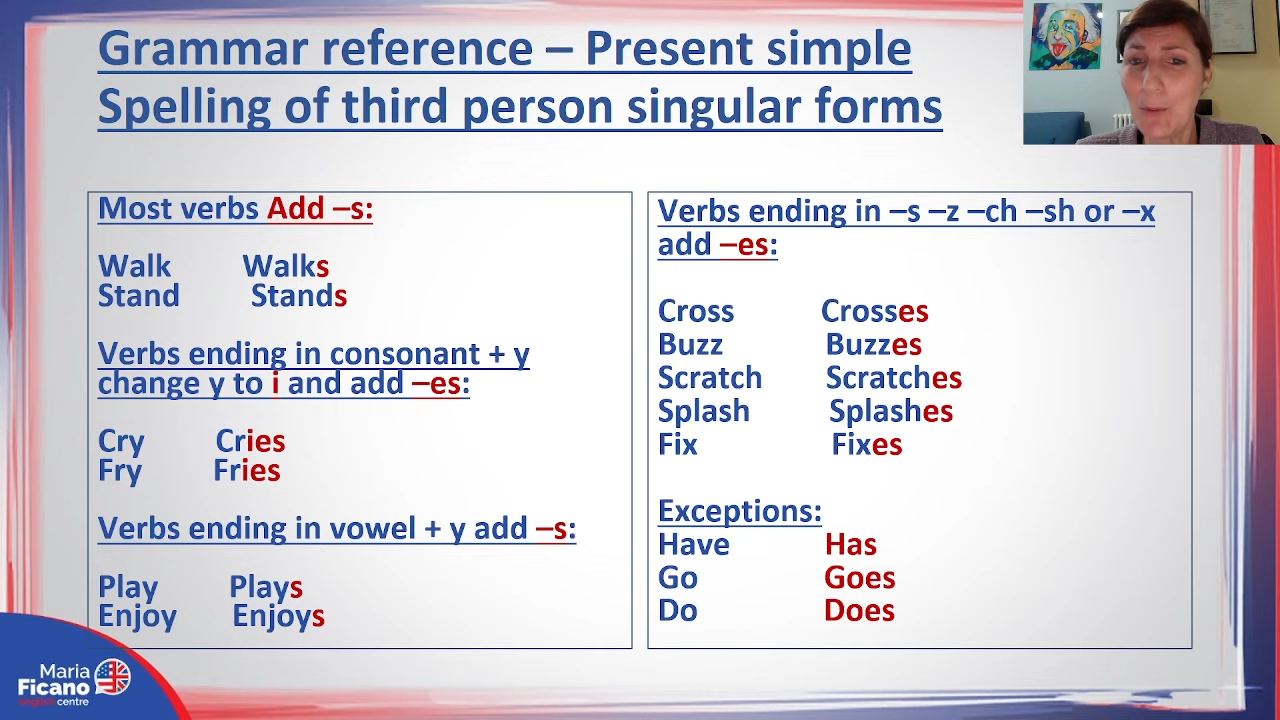 Grammar reference – Present simple
Spelling of third person singular forms
Most verbs Add –s:
Walk Walks
Stand Stands
Verbs ending in consonant + y
change y to i and add –es:
Cry Cries
Fry Fries
Verbs ending in vowel + y add –s:
Play Plays
Enjoy Enjoys
Verbs ending in –s –z –ch –sh or –x
add –es:
Cross Crosses
Buzz Buzzes
Scratch Scratches
Splash Splashes
Fix Fixes
Exceptions:
Have Has
Go Goes
Do Does
Maria
Ficano
english centre